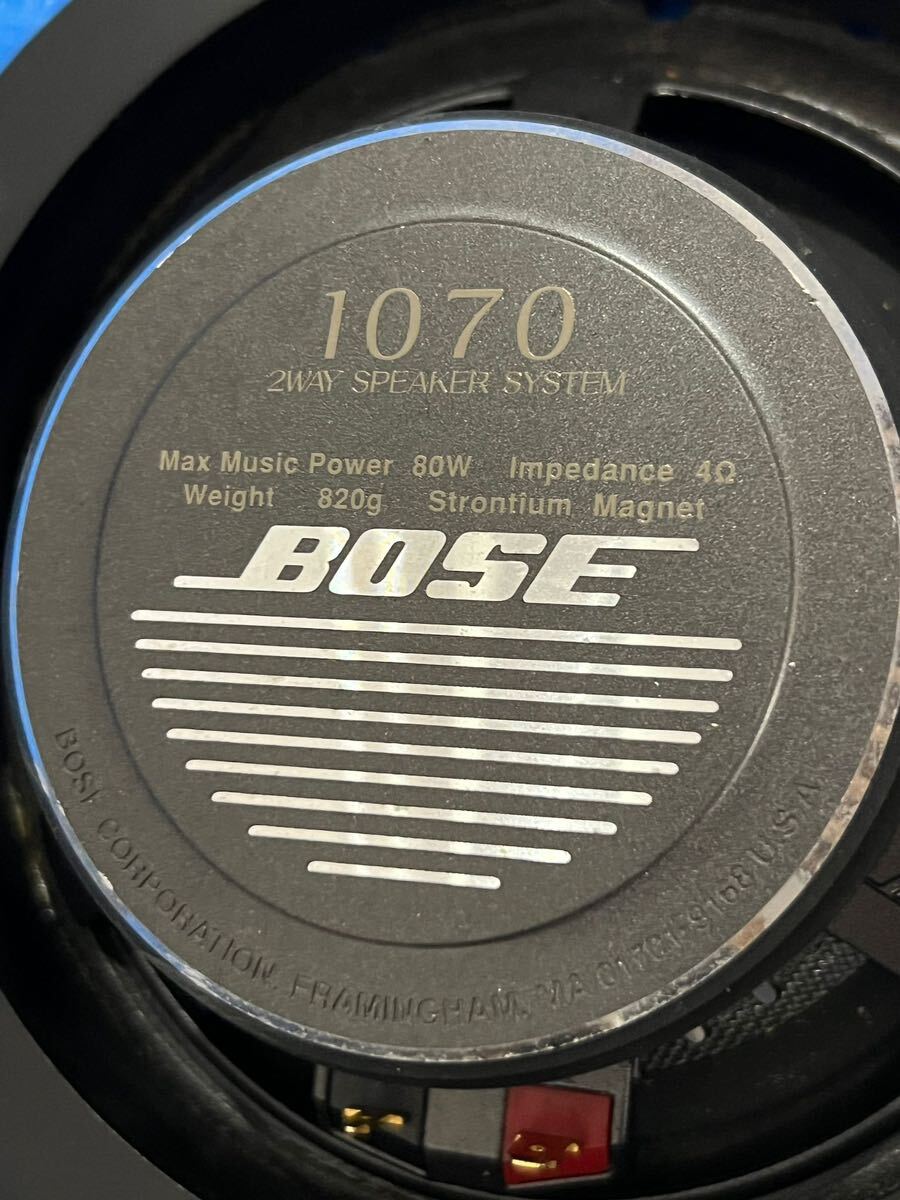 1070
2WAY SPEAKER SYSTEM
Max Music Power 80W Impedance 4Ω
Weight 820g Strontium Magnet
BOSE
BOSE CORPORATION, FRAMINGHAM, MA 01701-9168 U.S.A